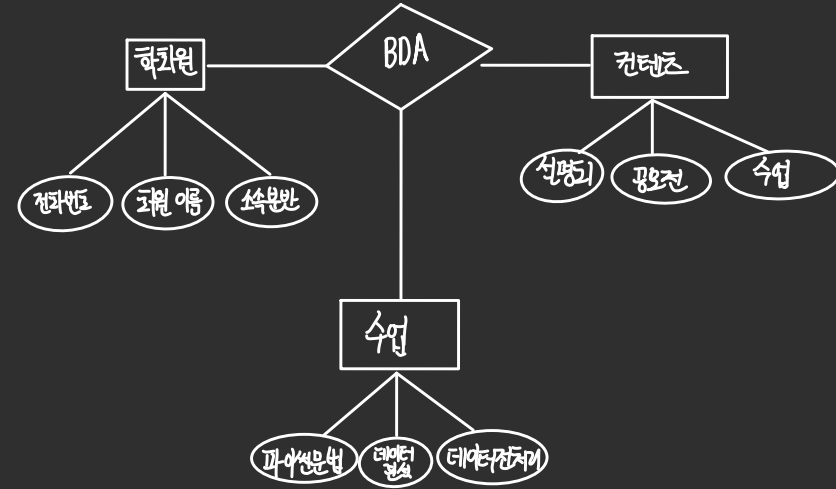 BDA
학회원
컨텐츠
전화번호
회원 이름
소속분반
설명회
공모전
수업
수업
파이썬문법
데이터
분석
데이터전처리